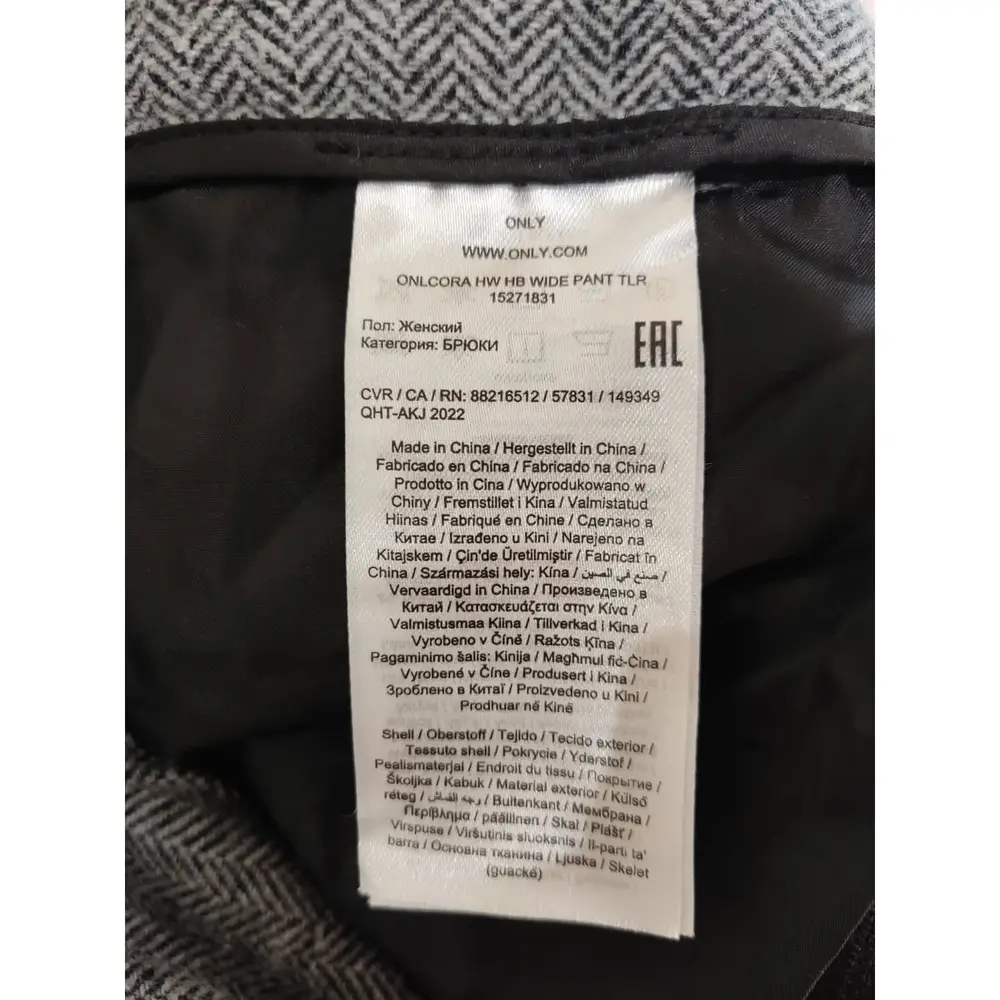 ONLY
WWW.ONLY.COM
ONLCORA HW HB WIDE PANT TLR
15271831
Пол: Женский
Категория: БРЮКИ
EAC
CVR / CA / RN: 88216512 / 57831 / 149349
QHT-AKJ 2022
Made in China / Hergestellt in China /
Fabricado en China / Fabricado na China /
Prodotto in Cina / Wyprodukowano w
Chiny / Fremstillet i Kina / Valmistatud
Hiinas / Fabriqué en Chine / Сделано в
Китае / Izrađeno u Kini / Narejeno na
Kitajskem / Çin'de Üretilmiştir / Fabricat în
China / Származási hely: Kína / صنع في الصين /
Vervaardigd in China / Произведено в
Китай / Κατασκευάζεται στην Κίνα /
Valmistusmaa Kiina / Tillverkad i Kina /
Vyrobeno v Číně / Ražots Ķīna /
Pagaminimo šalis: Kinija / Magħmul fiċ-Ċina /
Vyrobené v Číne / Produsert i Kina /
Зроблено в Китаї / Proizvedeno u Kini /
Prodhuar në Kinë
Shell / Oberstoff / Tejido / Tecido exterior /
Tessuto shell / Pokrycie / Yderstof /
Pealismaterjal / Endroit du tissu / Покрытие /
Školjka / Kabuk / Material exterior / Külső
réteg / وجه القماش / Buitenkant / Мембрана /
Περίβλημα / päällinen / Skal / Plášť /
Virspuse / Viršutinis sluoksnis / Il-parti ta'
barra / Основна тканина / Ljuska / Skelet
(guackë)